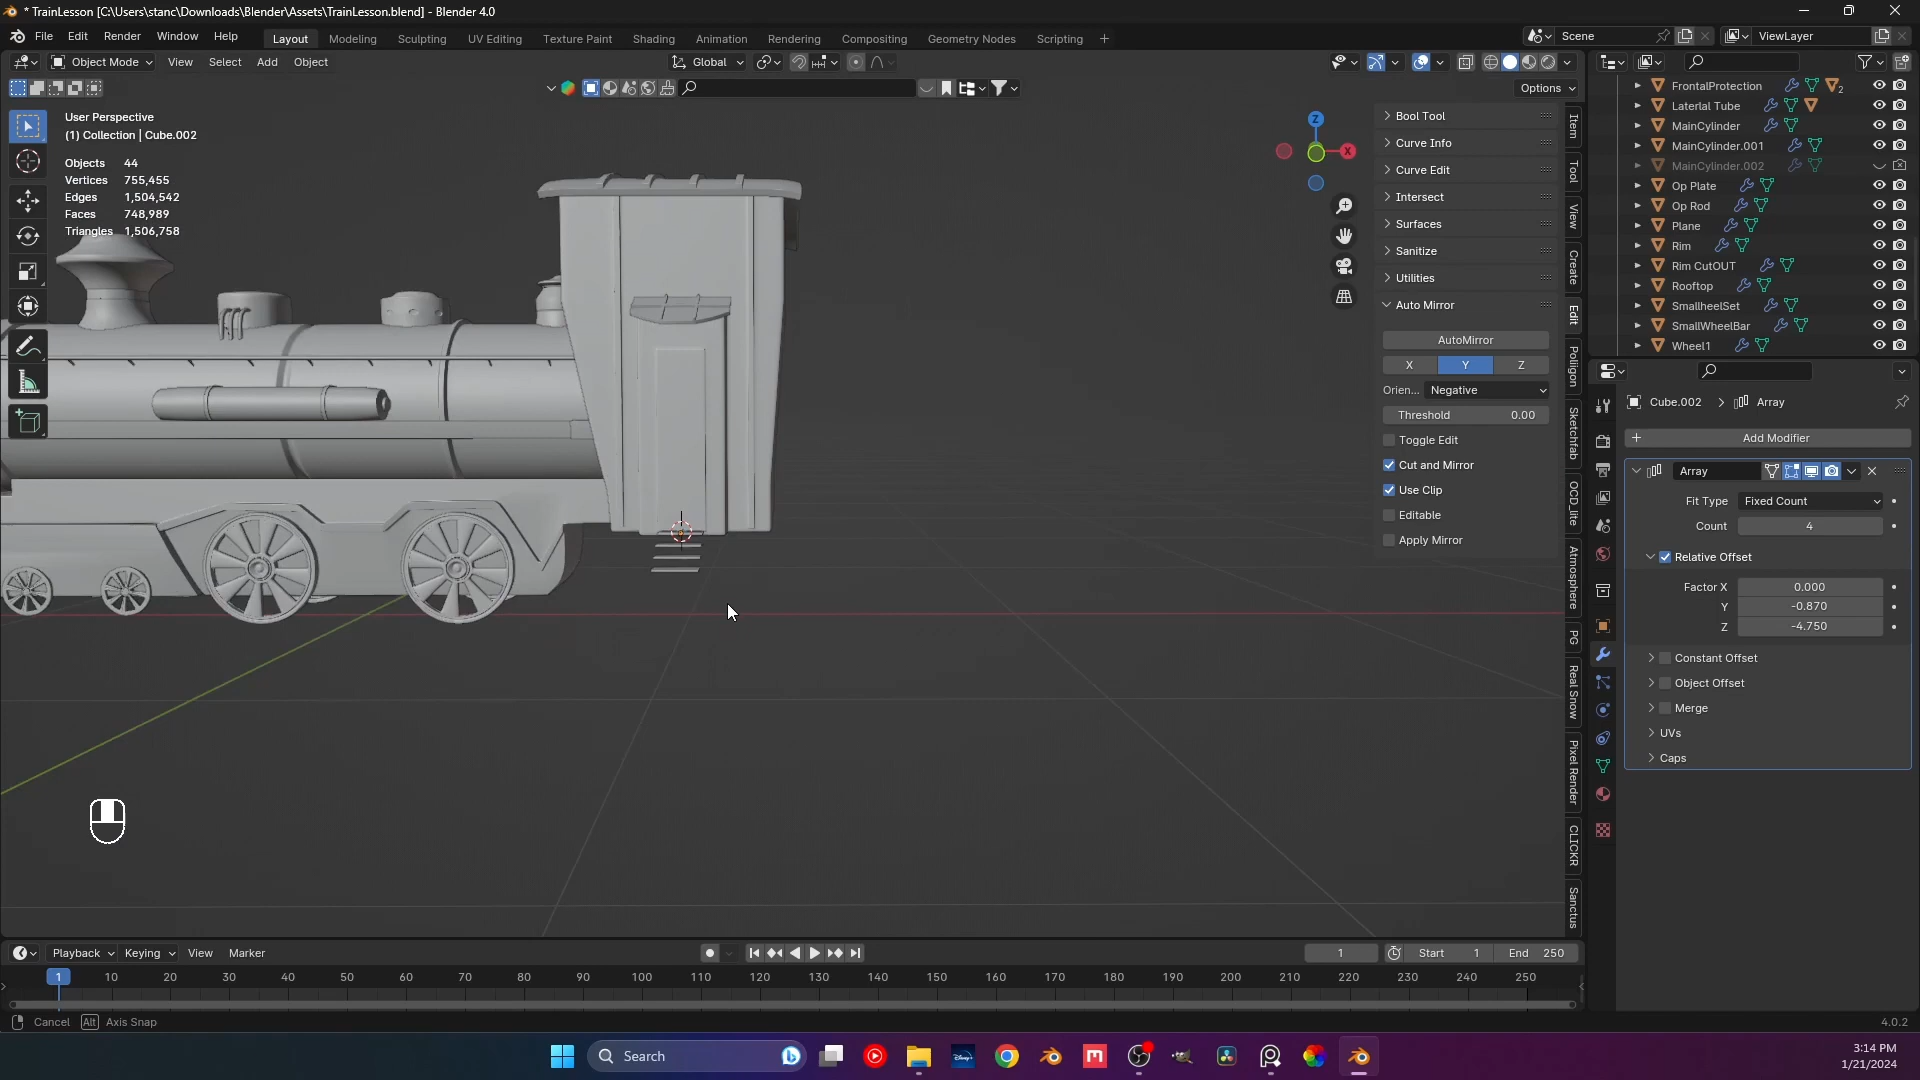 * TrainLesson [C:\Users\stanc\Downloads\Blender\Assets\TrainLesson.blend] - Blender 4.0
File Edit Render Window Help Layout Modeling Sculpting UV Editing Texture Paint Shading Animation Rendering Compositing Geometry Nodes Scripting + Scene ViewLayer
Object Mode View Select Add Object Global
Options
User Perspective
(1) Collection | Cube.002
Objects 44
Vertices 755,455
Edges 1,504,542
Faces 748,989
Triangles 1,506,758
Z
X
Bool Tool
Curve Info
Curve Edit
Intersect
Surfaces
Sanitize
Utilities
Auto Mirror
AutoMirror
X Y Z
Orien... Negative
Threshold 0.00
Toggle Edit
Cut and Mirror
Use Clip
Editable
Apply Mirror
Item
Tool
View
Create
Edit
Poliigon
Sketchfab
OCD_lite
Atmosphere
PG
Real Snow
Pixel Render
CLICKR
Sanctus
FrontalProtection 2
Laterlal Tube
MainCylinder
MainCylinder.001
MainCylinder.002
Op Plate
Op Rod
Plane
Rim
Rim CutOUT
Rooftop
SmallheelSet
SmallWheelBar
Wheel1
Cube.002 > Array
+ Add Modifier
Array
Fit Type Fixed Count
Count 4
Relative Offset
Factor X 0.000
Y -0.870
Z -4.750
Constant Offset
Object Offset
Merge
UVs
Caps
Playback Keying View Marker 1 Start 1 End 250
1 10 20 30 40 50 60 70 80 90 100 110 120 130 140 150 160 170 180 190 200 210 220 230 240 250
Cancel Alt Axis Snap 4.0.2
Search Disney+ 3:14 PM
1/21/2024